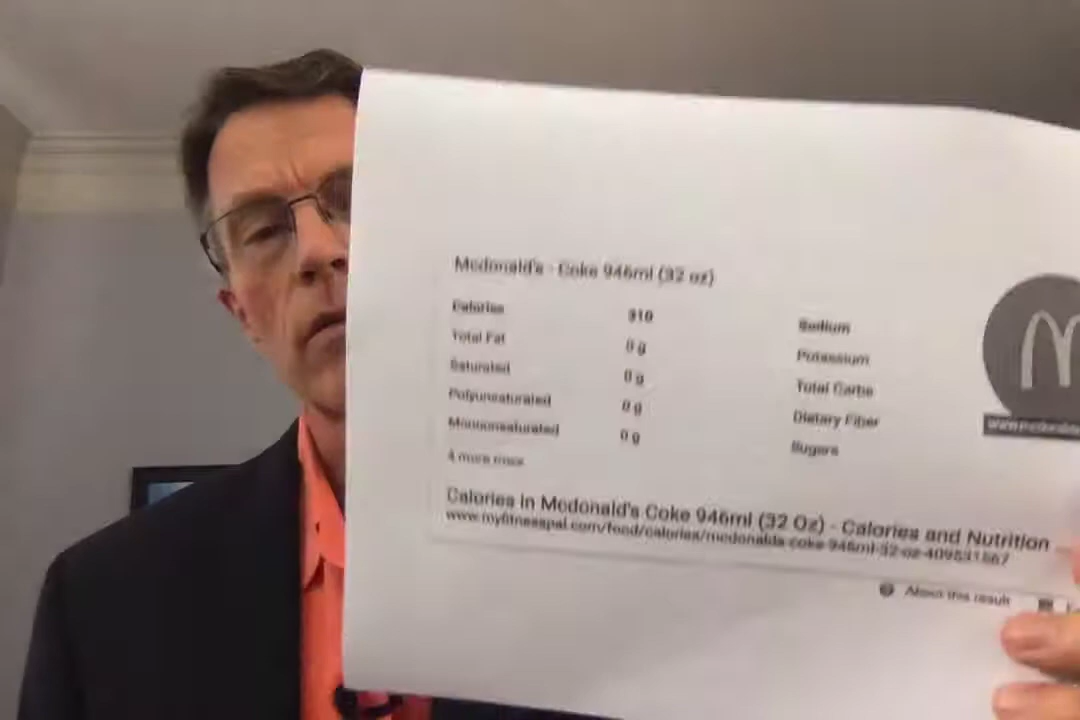 Mcdonald's - Coke 946ml (32 oz)
Calories 310 Sodium
Total Fat 0 g Potassium
Saturated 0 g Total Carbs
Polyunsaturated 0 g Dietary Fiber
Monounsaturated 0 g Sugars
4 more rows
Calories in Mcdonald's Coke 946ml (32 Oz) - Calories and Nutrition
www.myfitnesspal.com/food/calories/mcdonalds-coke-946ml-32-oz-409531567
About this result